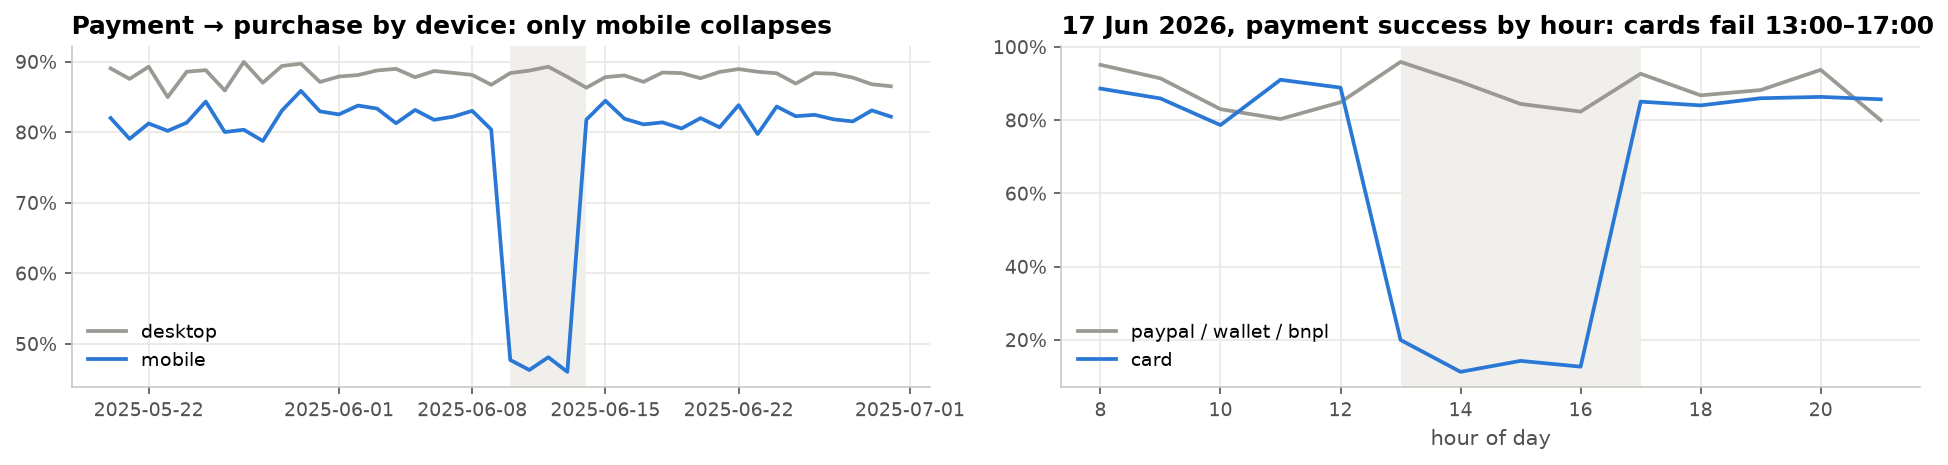 Payment → purchase by device: only mobile collapses
90%
80%
70%
60%
50%
desktop
mobile
2025-05-22 2025-06-01 2025-06-08 2025-06-15 2025-06-22 2025-07-01
17 Jun 2026, payment success by hour: cards fail 13:00–17:00
100%
80%
60%
40%
20%
paypal / wallet / bnpl
card
8 10 12 14 16 18 20
hour of day